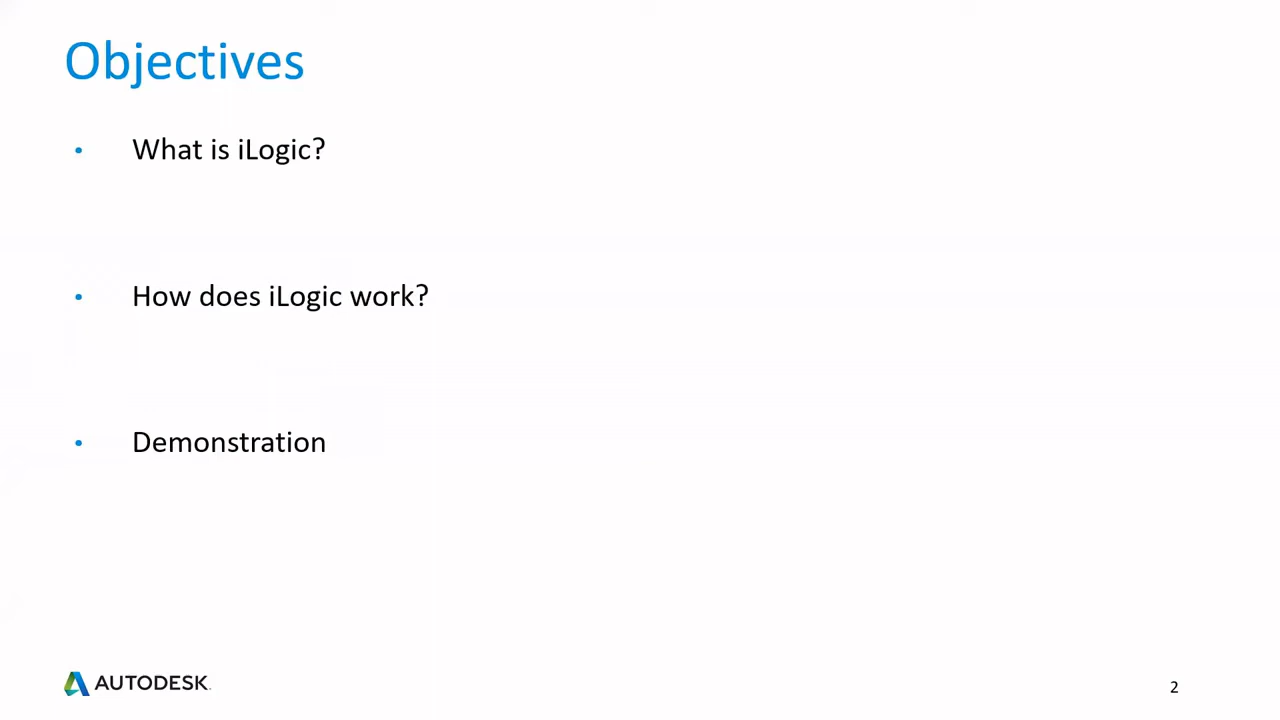 Objectives
• What is iLogic?
• How does iLogic work?
• Demonstration
AUTODESK.
2